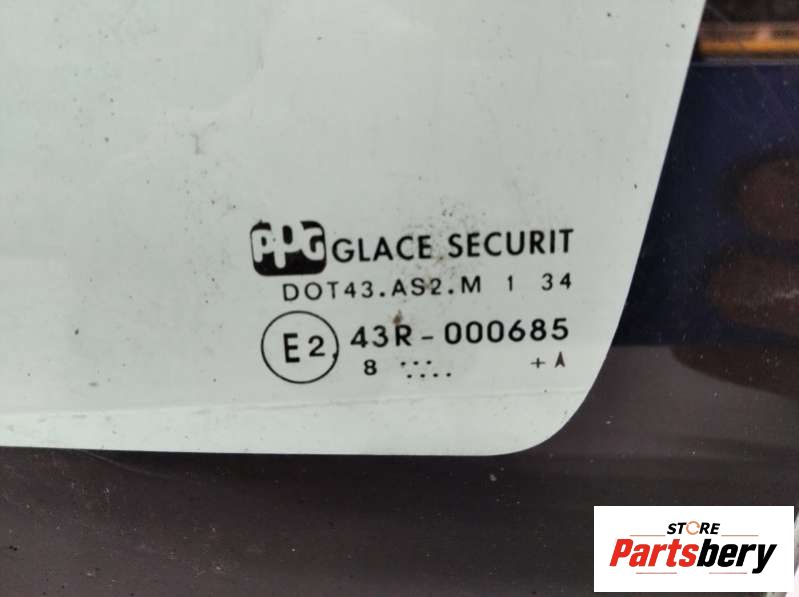 PPG GLACE SECURIT
DOT43.AS2.M 1 34
E2 43R-000685
8 ··· ···· +A
STORE
Partsbery